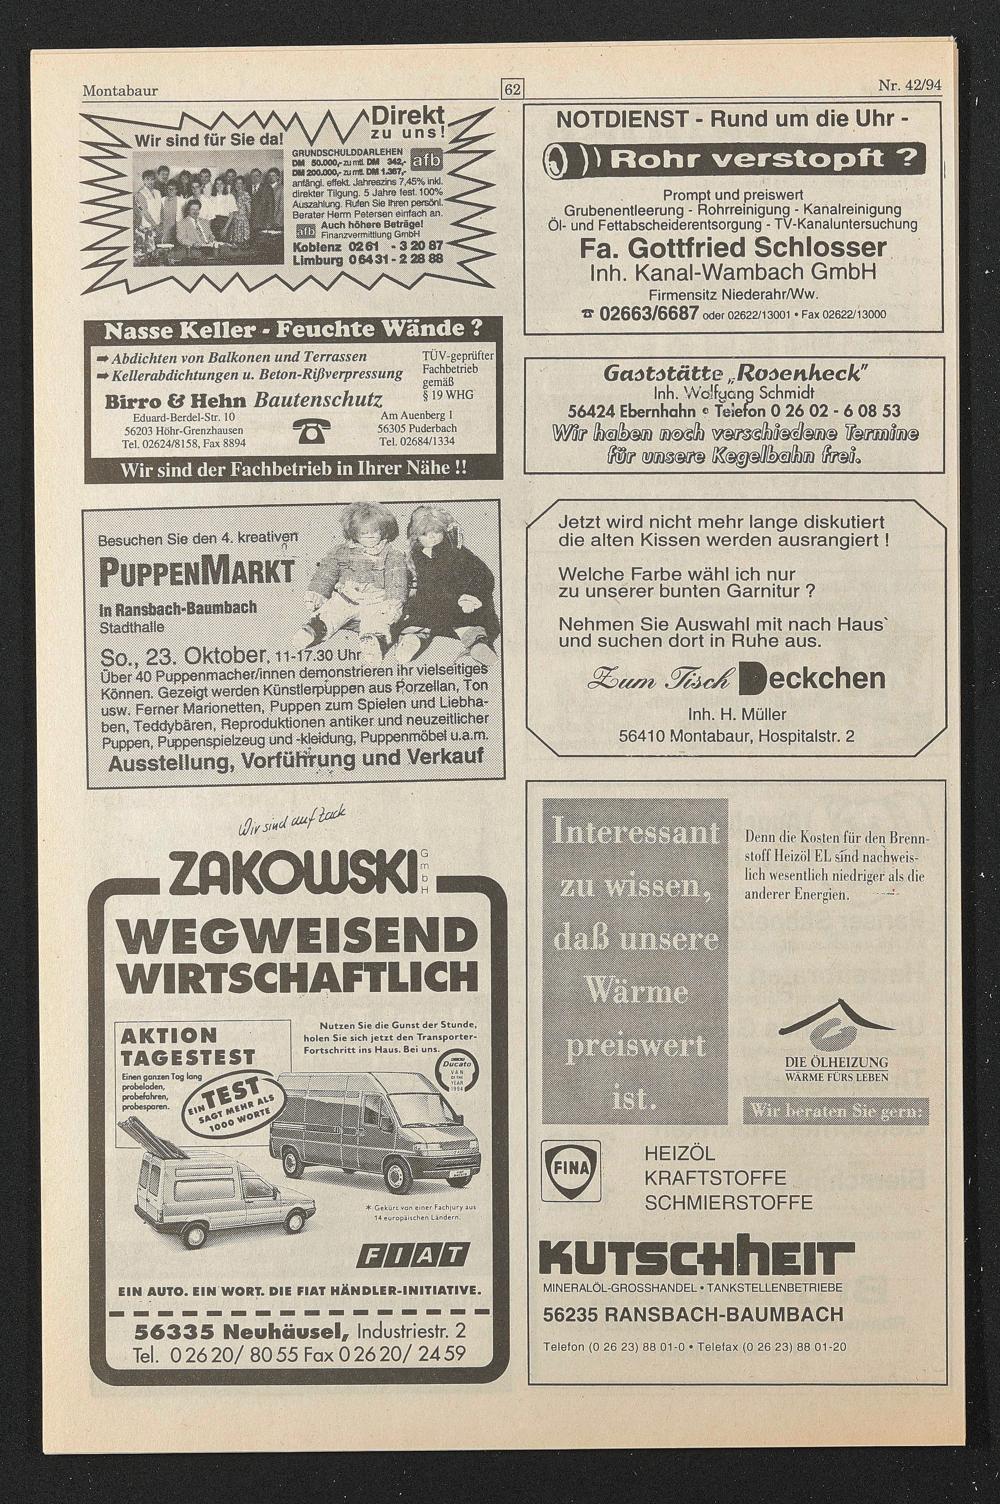 Montabaur
62
Nr. 42/94
Wir sind für Sie da!
Direkt
zu uns!
GRUNDSCHULDDARLEHEN
DM 50.000,- zu mtl. DM 342,-
DM 200.000,- zu mtl. DM 1.367,-
afb
anfängl. effekt. Jahreszins 7,45% inkl.
direkter Tilgung. 5 Jahre fest. 100%
Auszahlung. Rufen Sie Ihren persönl.
Berater Herrn Petersen einfach an.
Auch höhere Beträge!
afb Finanzvermittlung GmbH
Koblenz 02 61 - 3 20 87
Limburg 0 64 31 - 2 28 88
Nasse Keller - Feuchte Wände ?
➡ Abdichten von Balkonen und Terrassen
➡ Kellerabdichtungen u. Beton-Rißverpressung
TÜV-geprüfter
Fachbetrieb
gemäß
§ 19 WHG
Birro & Hehn Bautenschutz
Eduard-Berdel-Str. 10
56203 Höhr-Grenzhausen
Tel. 02624/8158, Fax 8894
Am Auenberg 1
56305 Puderbach
Tel. 02684/1334
Wir sind der Fachbetrieb in Ihrer Nähe !!
Besuchen Sie den 4. kreativen
PUPPENMARKT
In Ransbach-Baumbach
Stadthalle
So., 23. Oktober, 11-17.30 Uhr
Über 40 Puppenmacher/innen demonstrieren ihr vielseitiges
Können. Gezeigt werden Künstlerpuppen aus Porzellan, Ton
usw. Ferner Marionetten, Puppen zum Spielen und Liebha-
ben, Teddybären, Reproduktionen antiker und neuzeitlicher
Puppen, Puppenspielzeug und -kleidung, Puppenmöbel u.a.m.
Ausstellung, Vorführung und Verkauf
Wir sind auf Zack
ZAKOWSKI GmbH
WEGWEISEND
WIRTSCHAFTLICH
AKTION
TAGESTEST
Einen ganzen Tag lang
probeladen,
probefahren,
probesparen.
Nutzen Sie die Gunst der Stunde,
holen Sie sich jetzt den Transporter-
Fortschritt ins Haus. Bei uns.
Ducato
VAN
OF THE
YEAR
1994
EIN TEST
SAGT MEHR ALS
1000 WORTE
* Gekürt von einer Fachjury aus
14 europäischen Ländern.
FIAT
EIN AUTO. EIN WORT. DIE FIAT HÄNDLER-INITIATIVE.
56335 Neuhäusel, Industriestr. 2
Tel. 0 26 20/ 80 55 Fax 0 26 20/ 24 59
NOTDIENST - Rund um die Uhr -
Rohr verstopft ?
Prompt und preiswert
Grubenentleerung - Rohrreinigung - Kanalreinigung
Öl- und Fettabscheiderentsorgung - TV-Kanaluntersuchung
Fa. Gottfried Schlosser
Inh. Kanal-Wambach GmbH
Firmensitz Niederahr/Ww.
☎ 02663/6687 oder 02622/13001 • Fax 02622/13000
Gaststätte „Rosenheck"
Inh. Wolfgang Schmidt
56424 Ebernhahn • Telefon 0 26 02 - 6 08 53
Wir haben noch verschiedene Termine
für unsere Kegelbahn frei.
Jetzt wird nicht mehr lange diskutiert
die alten Kissen werden ausrangiert !
Welche Farbe wähl ich nur
zu unserer bunten Garnitur ?
Nehmen Sie Auswahl mit nach Haus`
und suchen dort in Ruhe aus.
Zum Tisch Deckchen
Inh. H. Müller
56410 Montabaur, Hospitalstr. 2
Interessant
zu wissen,
daß unsere
Wärme
preiswert
ist.
Denn die Kosten für den Brenn-
stoff Heizöl EL sind nachweis-
lich wesentlich niedriger als die
anderer Energien.
DIE ÖLHEIZUNG
WÄRME FÜRS LEBEN
Wir beraten Sie gern:
FINA
HEIZÖL
KRAFTSTOFFE
SCHMIERSTOFFE
KUTSCHHEIT
MINERALÖL-GROSSHANDEL • TANKSTELLENBETRIEBE
56235 RANSBACH-BAUMBACH
Telefon (0 26 23) 88 01-0 • Telefax (0 26 23) 88 01-20